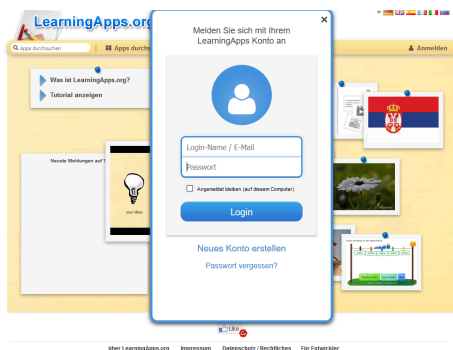 LearningApps.org
Apps durchsuchen
Apps durchs
Anmelden
Was ist LearningApps.org?
Tutorial anzeigen
Neuste Meldungen auf
×
Melden Sie sich mit Ihrem
LearningApps Konto an
Login-Name / E-Mail
Passwort
Angemeldet bleiben (auf diesem Computer)
Login
Neues Konto erstellen
Passwort vergessen?
Like
über LearningApps.org Impressum Datenschutz / Rechtliches Für Entwickler